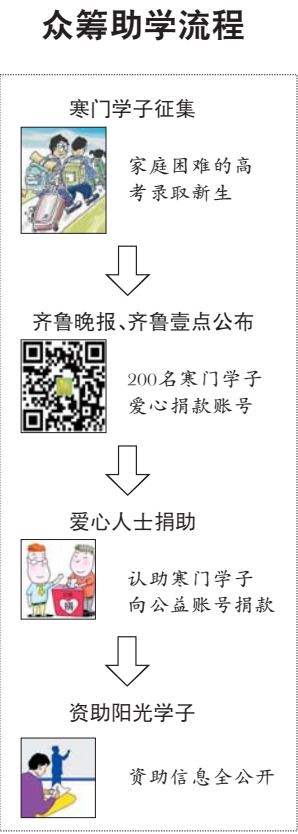 众筹助学流程
寒门学子征集
家庭困难的高
考录取新生
齐鲁晚报、齐鲁壹点公布
200名寒门学子
爱心捐款账号
爱心人士捐助
捐
认助寒门学子
向公益账号捐款
资助阳光学子
资助信息全公开